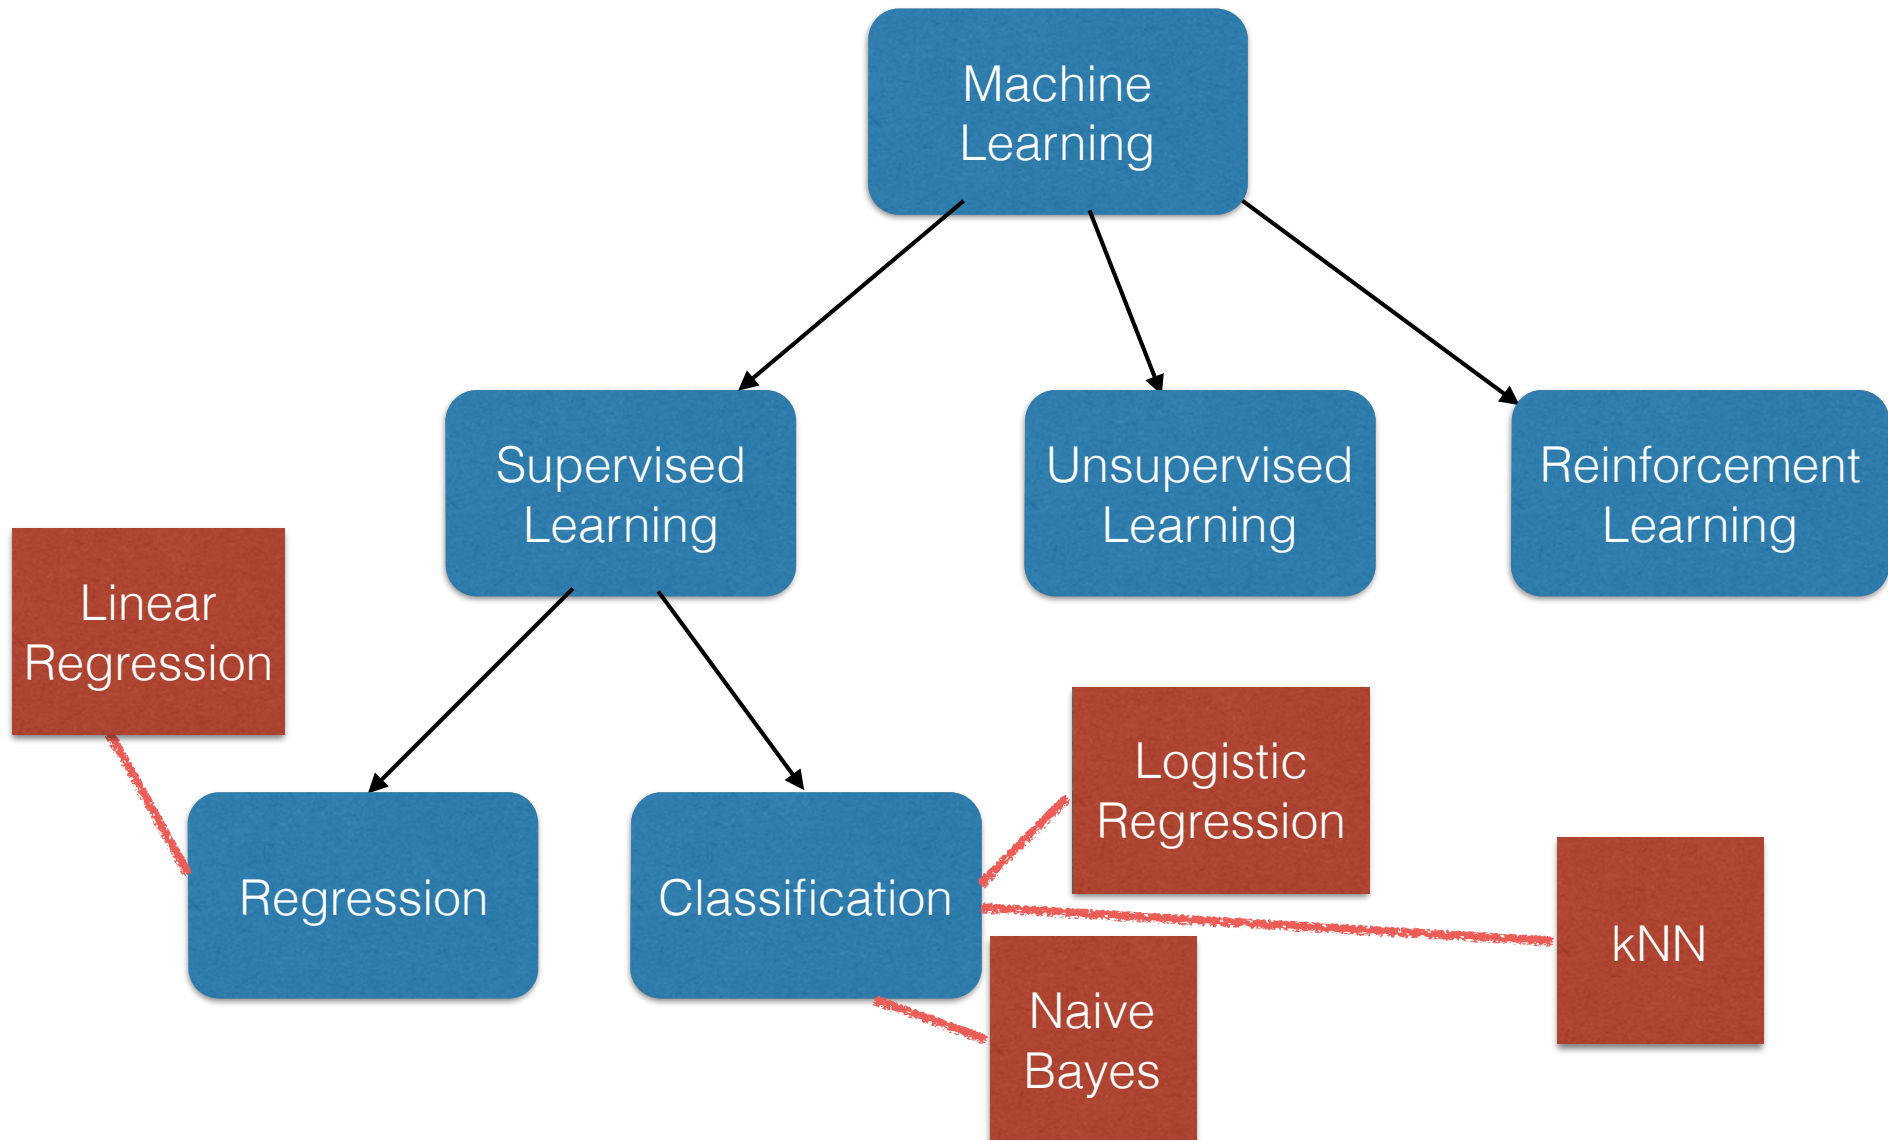 Machine
Learning
Supervised
Learning
Unsupervised
Learning
Reinforcement
Learning
Linear
Regression
Logistic
Regression
Regression
Classification
kNN
Naive
Bayes